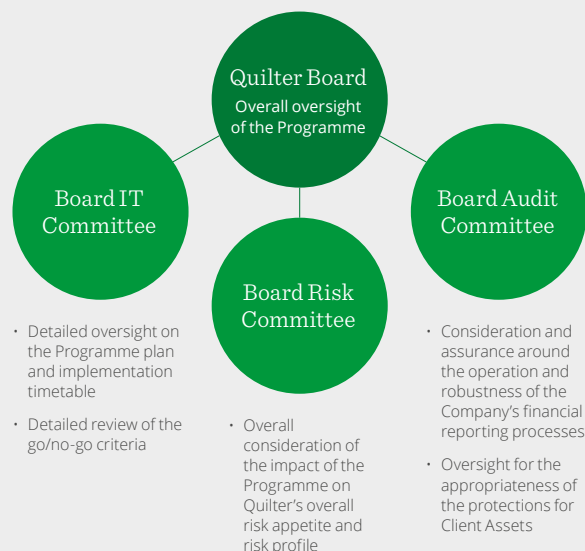 Quilter Board
Overall oversight
of the Programme
Board IT
Committee
Board Audit
Committee
Board Risk
Committee
• Detailed oversight on
the Programme plan
and implementation
timetable
• Detailed review of the
go/no-go criteria
• Overall
consideration of
the impact of the
Programme on
Quilter’s overall
risk appetite and
risk profile
• Consideration and
assurance around
the operation and
robustness of the
Company’s financial
reporting processes
• Oversight for the
appropriateness of
the protections for
Client Assets